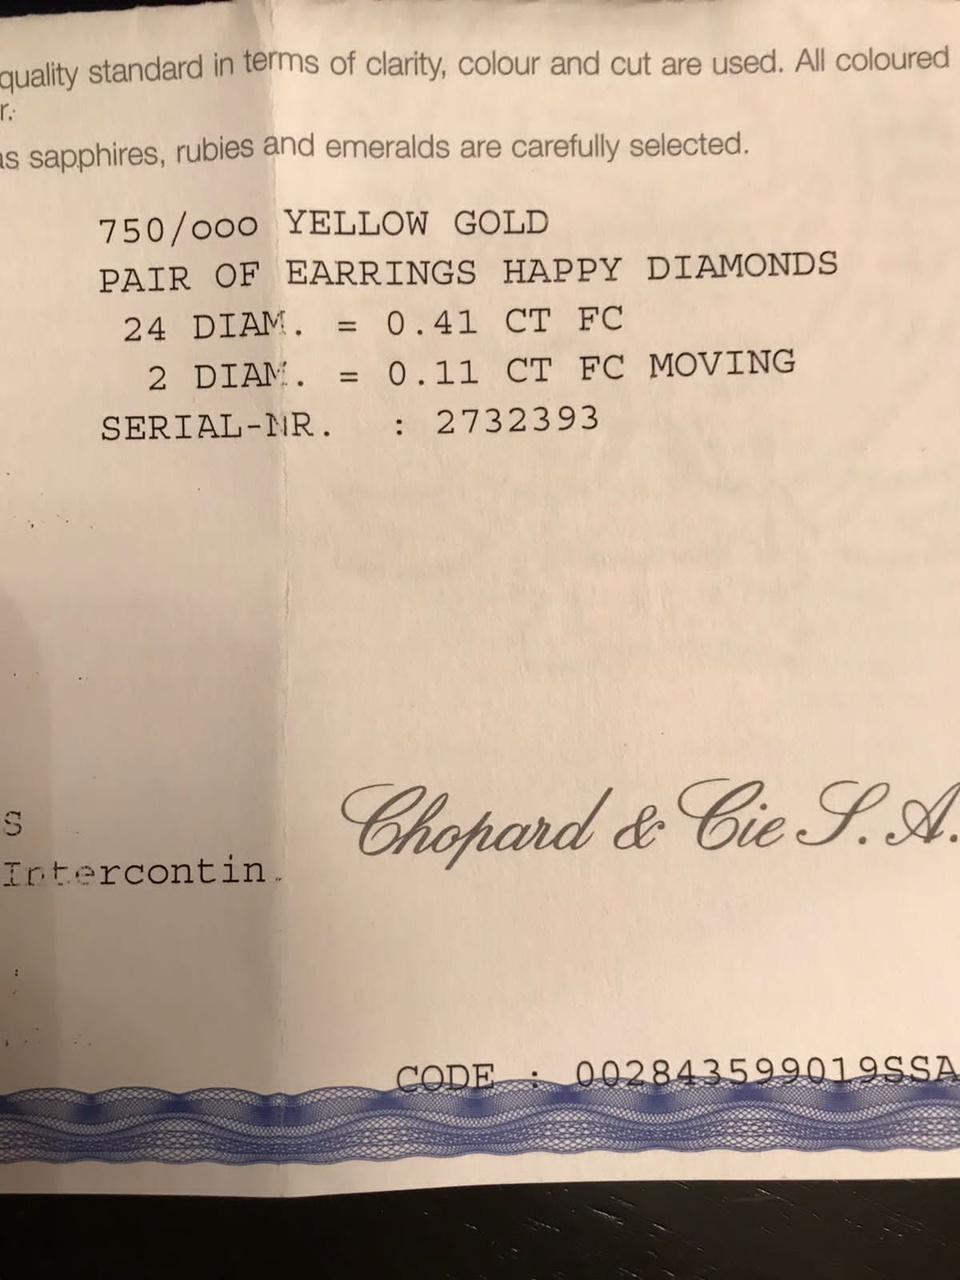 quality standard in terms of clarity, colour and cut are used. All coloured
r.
as sapphires, rubies and emeralds are carefully selected.
750/ooo YELLOW GOLD
PAIR OF EARRINGS HAPPY DIAMONDS
24 DIAM. = 0.41 CT FC
2 DIAM. = 0.11 CT FC MOVING
SERIAL-NR. : 2732393
S
Intercontin.
Chopard & Cie S.A.
CODE : 002843599019SSA